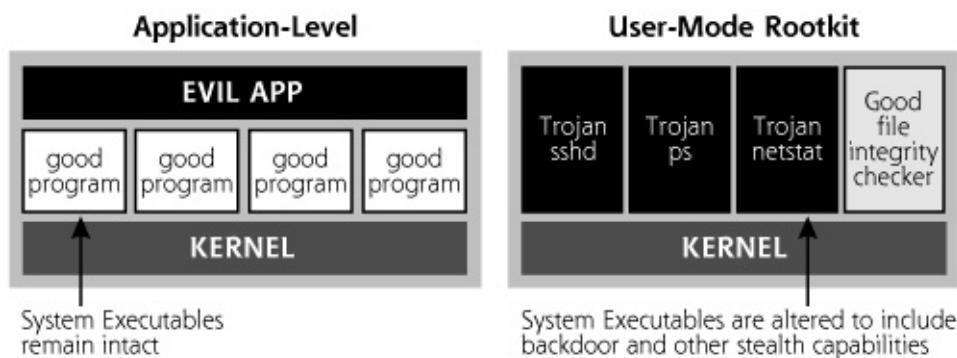 Application-Level
EVIL APP
good
program
good
program
good
program
good
program
KERNEL
System Executables
remain intact
User-Mode Rootkit
Trojan
sshd
Trojan
ps
Trojan
netstat
Good
file
integrity
checker
KERNEL
System Executables are altered to include
backdoor and other stealth capabilities